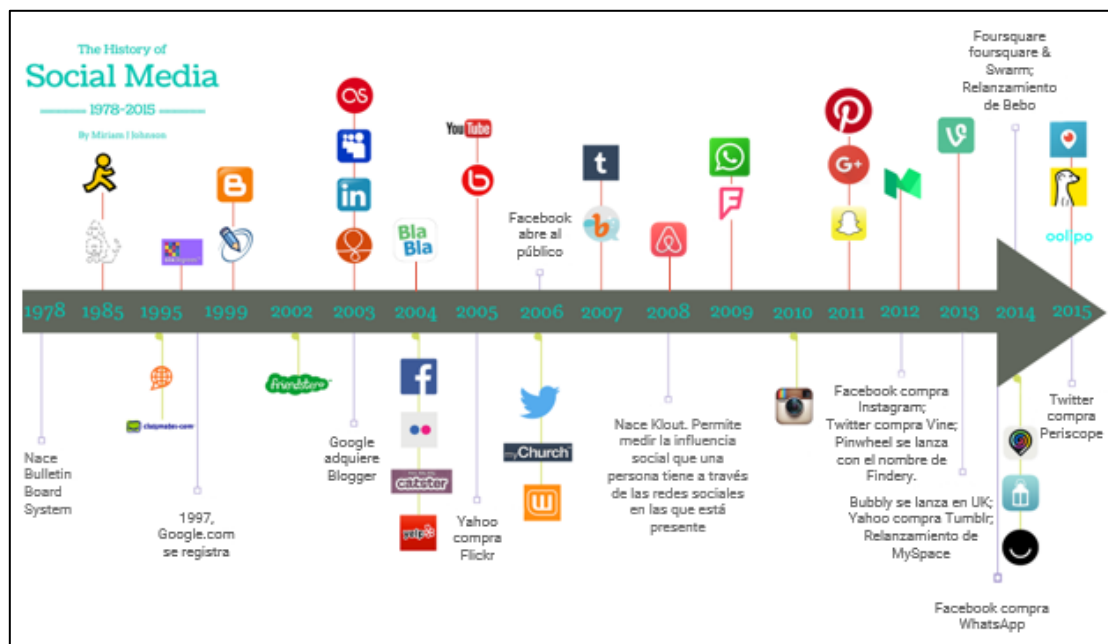 The History of
Social Media
1978-2015
By Miriam J Johnson
Foursquare
foursquare &
Swarm;
Relanzamiento
de Bebo
YouTube
Bla
Bla
G+
t
in
Facebook
abre al
público
oolipo
1978 1985 1995 1999 2002 2003 2004 2005 2006 2007 2008 2009 2010 2011 2012 2013 2014 2015
friendster
classmates.com
myChurch
catster
yelp
Nace
Bulletin
Board
System
1997,
Google.com
se registra
Google
adquiere
Blogger
Yahoo
compra
Flickr
Nace Klout. Permite
medir la influencia
social que una
persona tiene a través
de las redes sociales
en las que está
presente
Facebook compra
Instagram;
Twitter compra Vine;
Pinwheel se lanza
con el nombre de
Findery.
Bubbly se lanza en UK;
Yahoo compra Tumblr;
Relanzamiento de
MySpace
Twitter
compra
Periscope
Facebook compra
WhatsApp